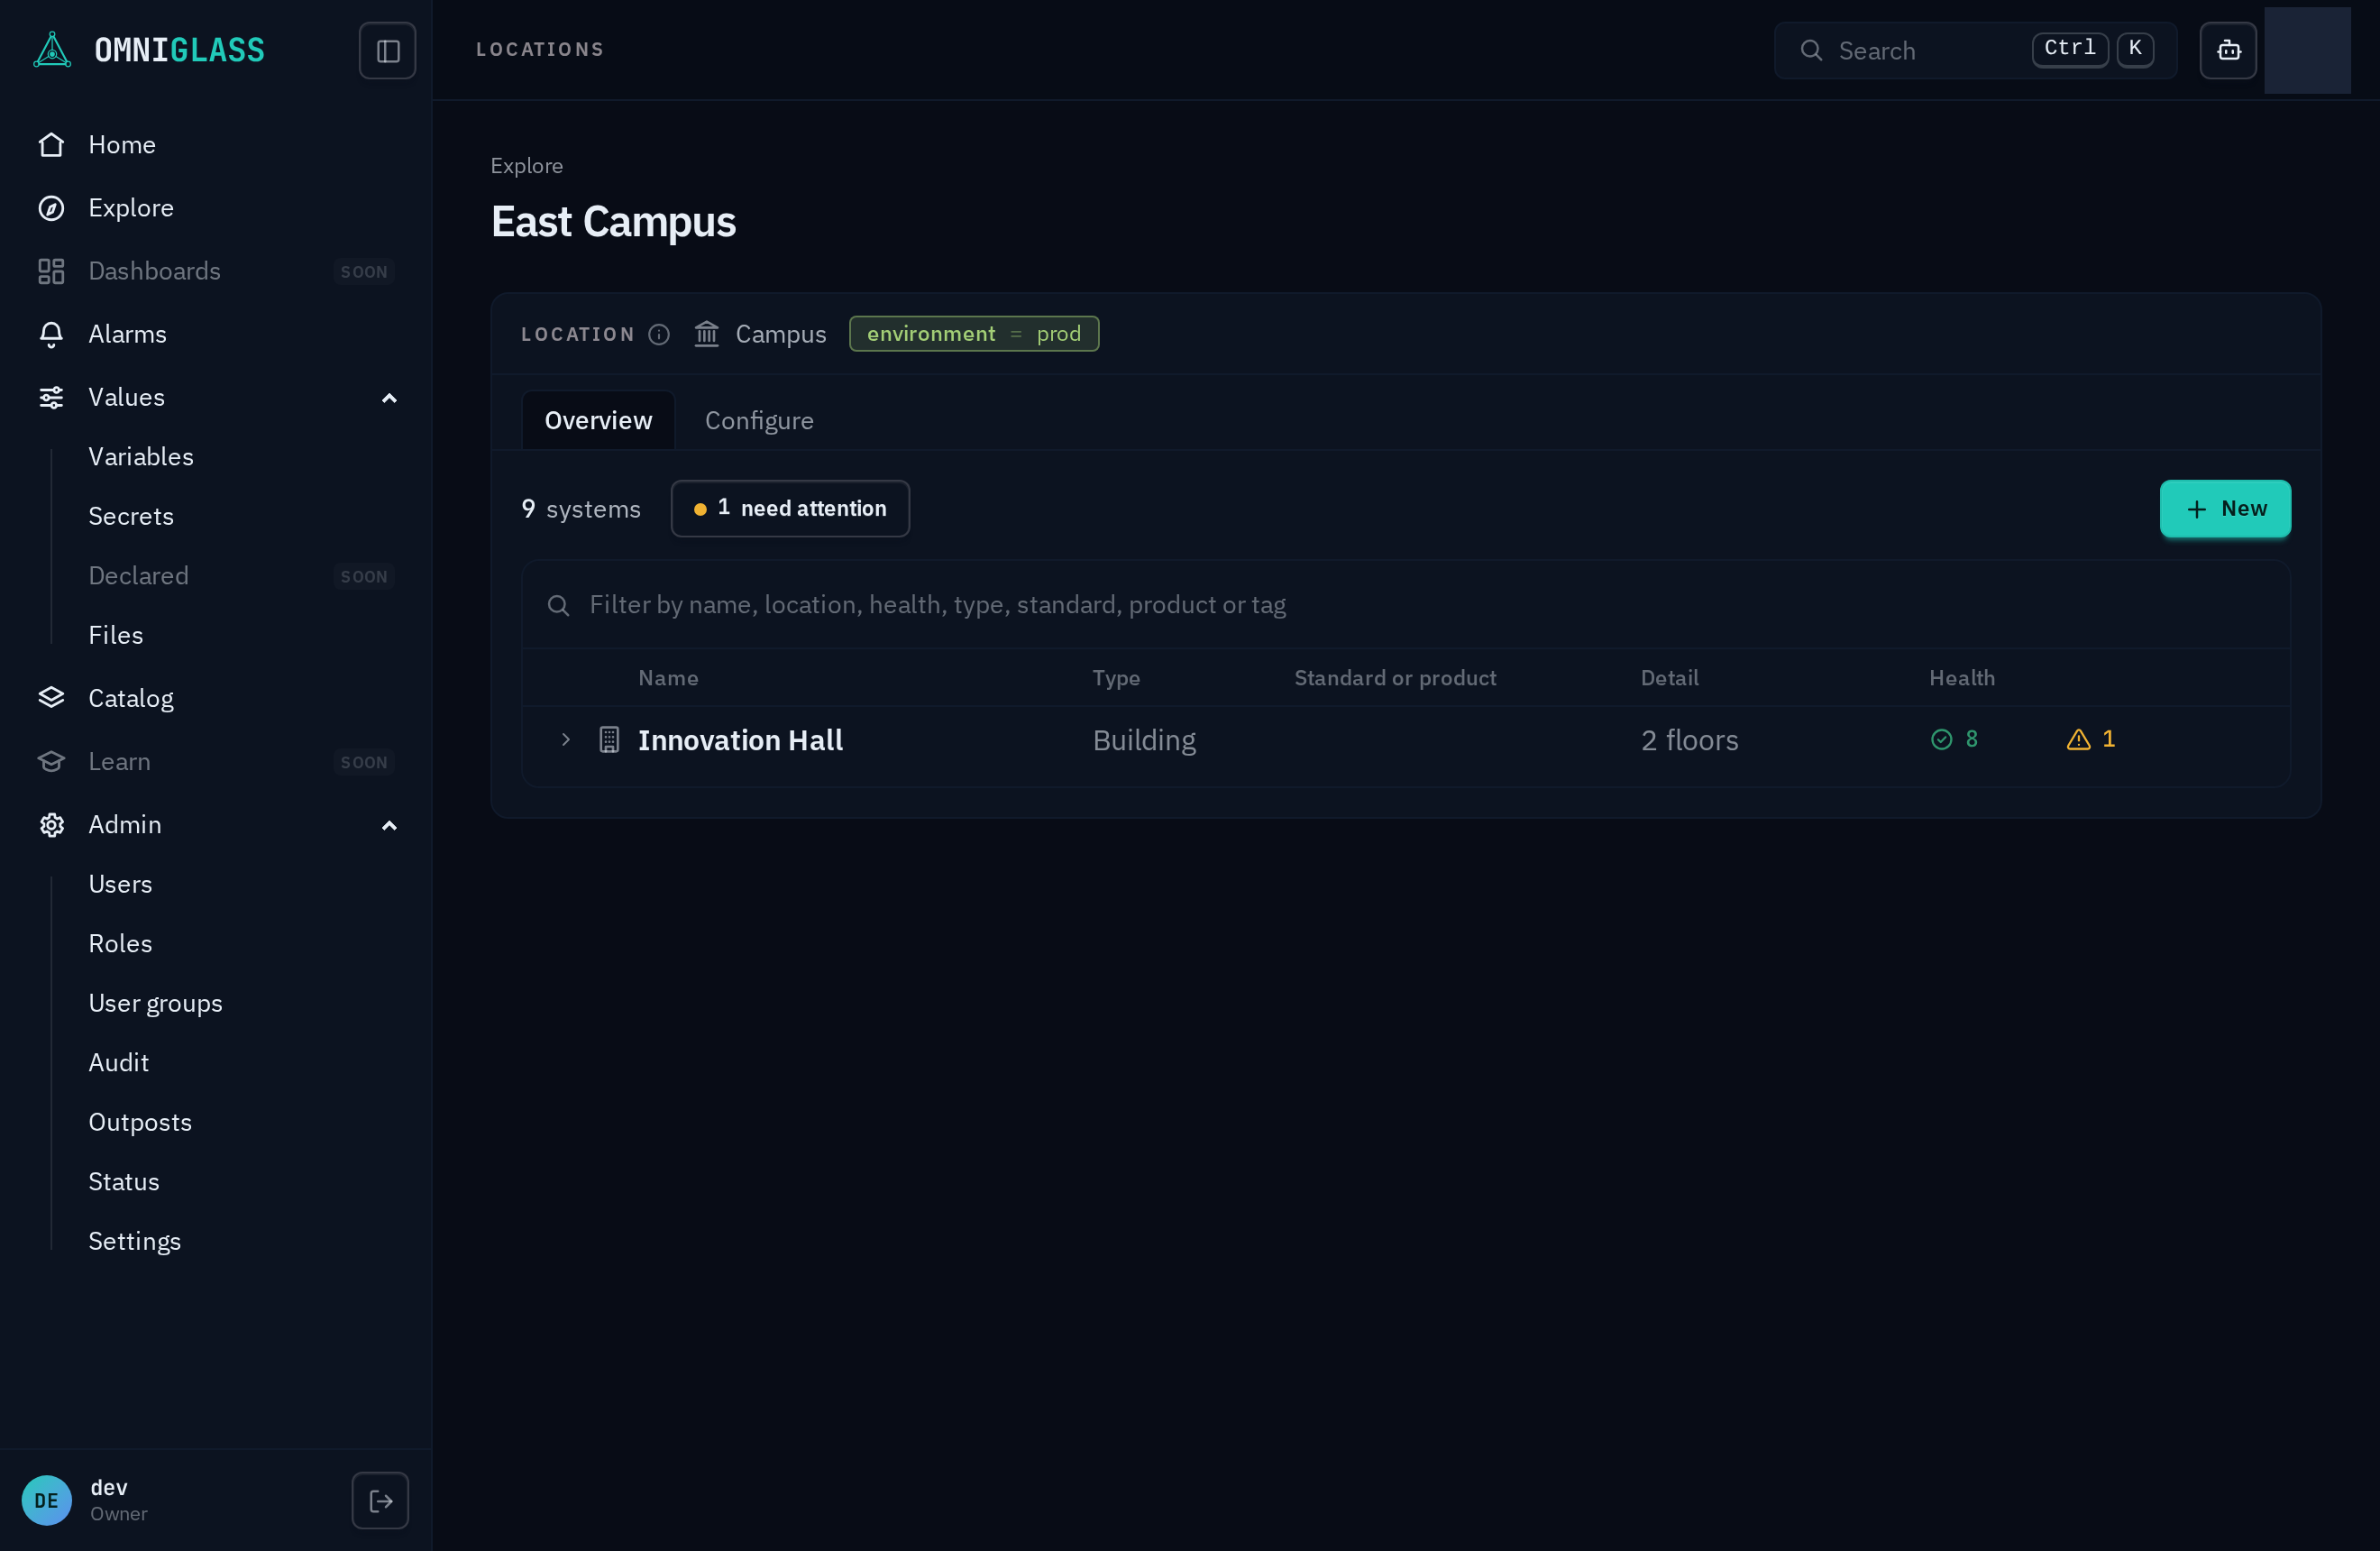 OMNIGLASS
LOCATIONS
Search Ctrl K
Home
Explore
Dashboards SOON
Alarms
Values
Variables
Secrets
Declared SOON
Files
Catalog
Learn SOON
Admin
Users
Roles
User groups
Audit
Outposts
Status
Settings
DE dev
Owner
Explore
East Campus
LOCATION Campus environment = prod
Overview Configure
9 systems 1 need attention New
Filter by name, location, health, type, standard, product or tag
Name Type Standard or product Detail Health
Innovation Hall Building 2 floors 8 1